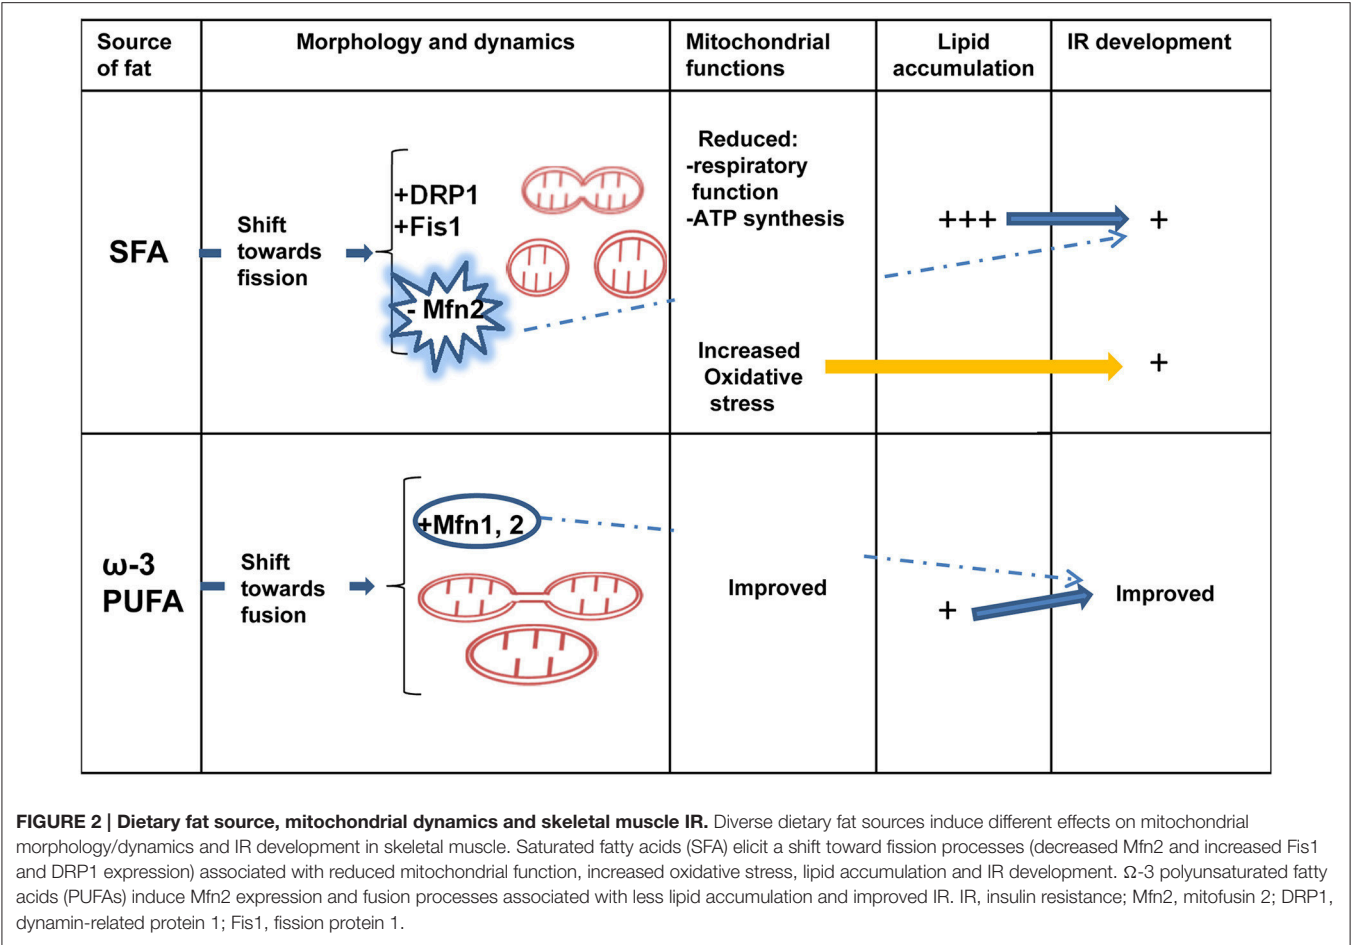 Source of fat
Morphology and dynamics
Mitochondrial functions
Lipid accumulation
IR development
SFA
Shift
towards
fission
+DRP1
+Fis1
- Mfn2
Reduced:
-respiratory
function
-ATP synthesis
+++
+
Increased
Oxidative
stress
+
ω-3
PUFA
Shift
towards
fusion
+Mfn1, 2
Improved
+
Improved
FIGURE 2 | Dietary fat source, mitochondrial dynamics and skeletal muscle IR. Diverse dietary fat sources induce different effects on mitochondrial
morphology/dynamics and IR development in skeletal muscle. Saturated fatty acids (SFA) elicit a shift toward fission processes (decreased Mfn2 and increased Fis1
and DRP1 expression) associated with reduced mitochondrial function, increased oxidative stress, lipid accumulation and IR development. Ω-3 polyunsaturated fatty
acids (PUFAs) induce Mfn2 expression and fusion processes associated with less lipid accumulation and improved IR. IR, insulin resistance; Mfn2, mitofusin 2; DRP1,
dynamin-related protein 1; Fis1, fission protein 1.